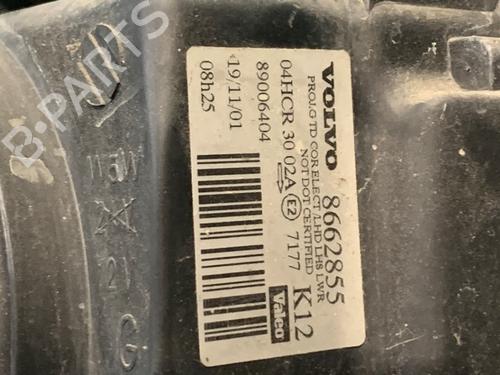 VOLVO 8662855
PROJ.G TD COR ELECT /LHD LHS LWR
NOT DOT CERTIFIED K12
04HCR 30 02A E2 7177
89006404 Valeo
19/11/01
08h25
B-PARTS